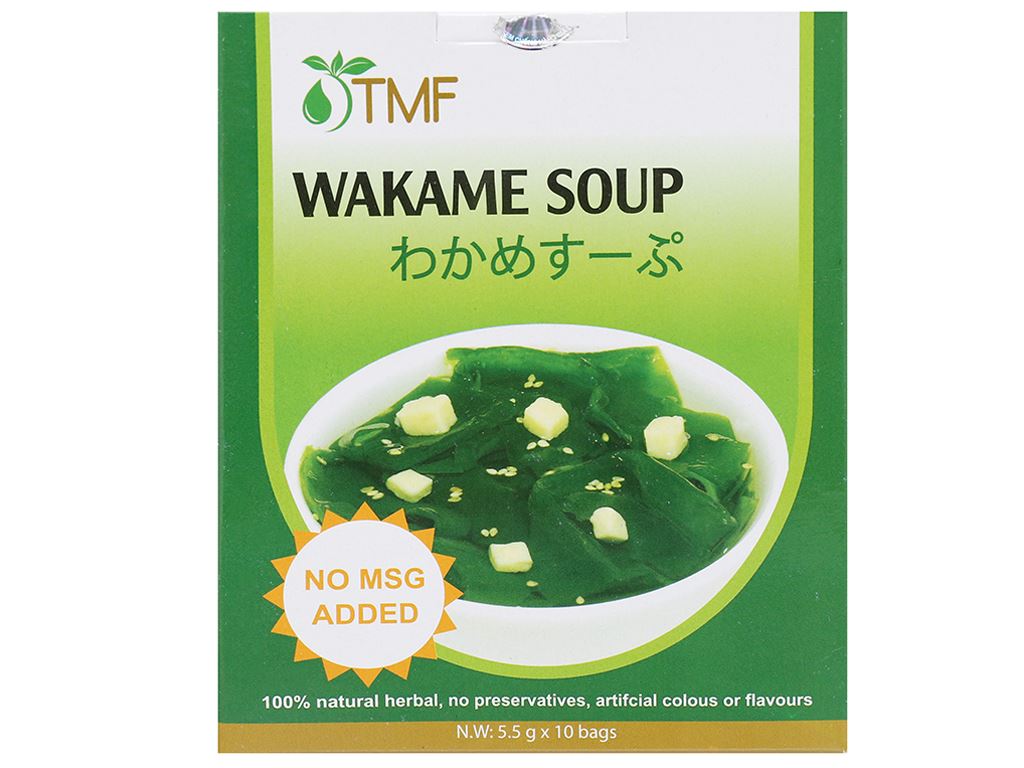 TMF
WAKAME SOUP
わかめすーぷ
NO MSG
ADDED
100% natural herbal, no preservatives, artifcial colous or flavours
N.W: 5.5 g x 10 bags